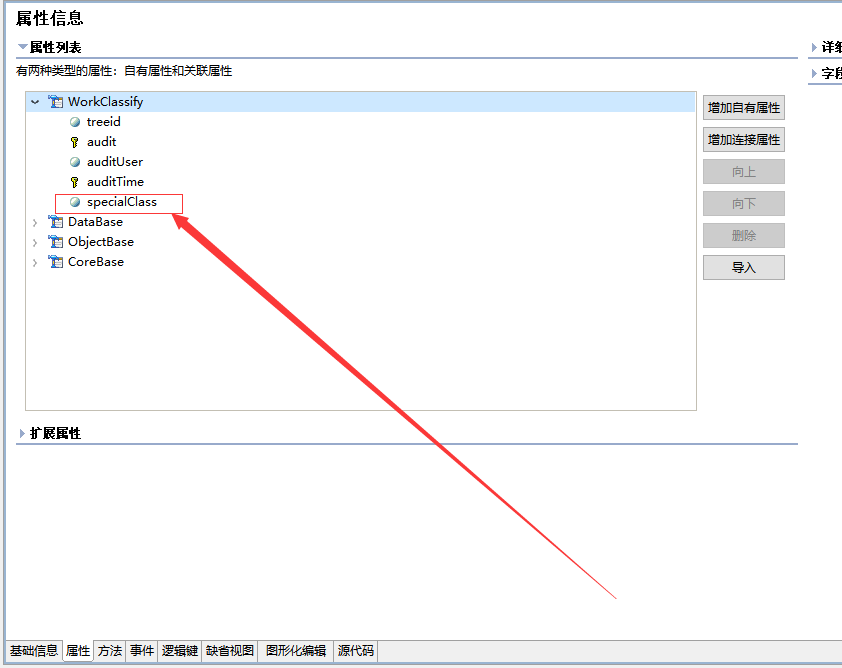 属性信息
属性列表
有两种类型的属性：自有属性和关联属性
WorkClassify
treeid
audit
auditUser
auditTime
specialClass
DataBase
ObjectBase
CoreBase
增加自有属性
增加连接属性
向上
向下
删除
导入
扩展属性
详细
字段
基础信息 属性 方法 事件 逻辑键 缺省视图 图形化编辑 源代码